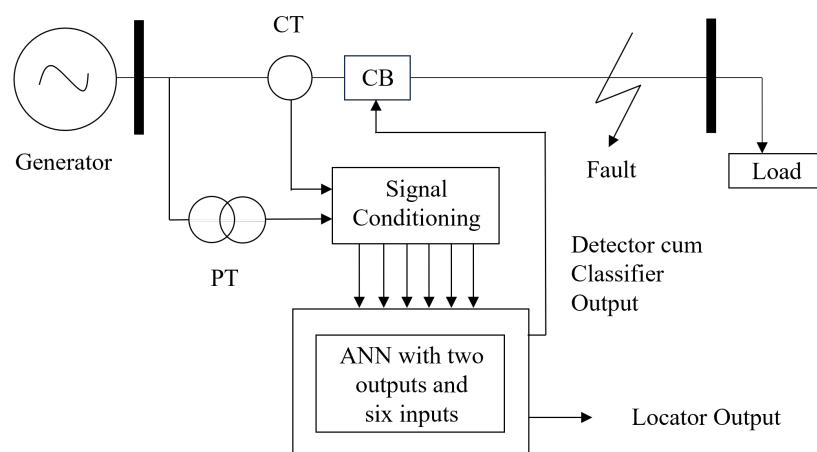 CT
CB
Generator
Fault
Load
Signal
Conditioning
PT
Detector cum
Classifier
Output
ANN with two
outputs and
six inputs
Locator Output